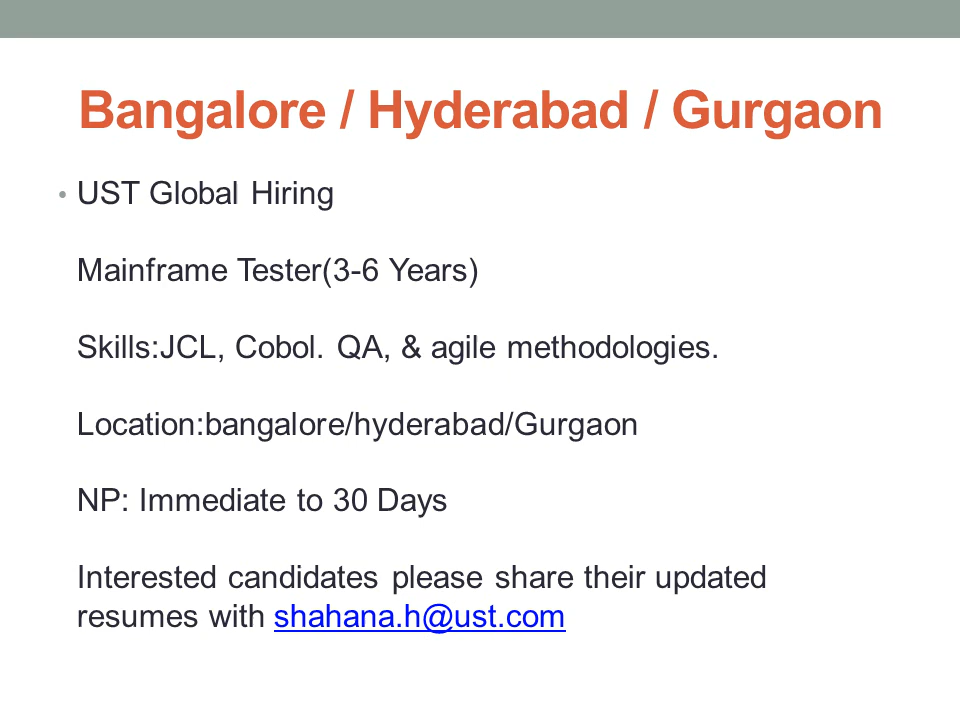 Bangalore / Hyderabad / Gurgaon
• UST Global Hiring
Mainframe Tester(3-6 Years)
Skills:JCL, Cobol. QA, & agile methodologies.
Location:bangalore/hyderabad/Gurgaon
NP: Immediate to 30 Days
Interested candidates please share their updated
resumes with shahana.h@ust.com